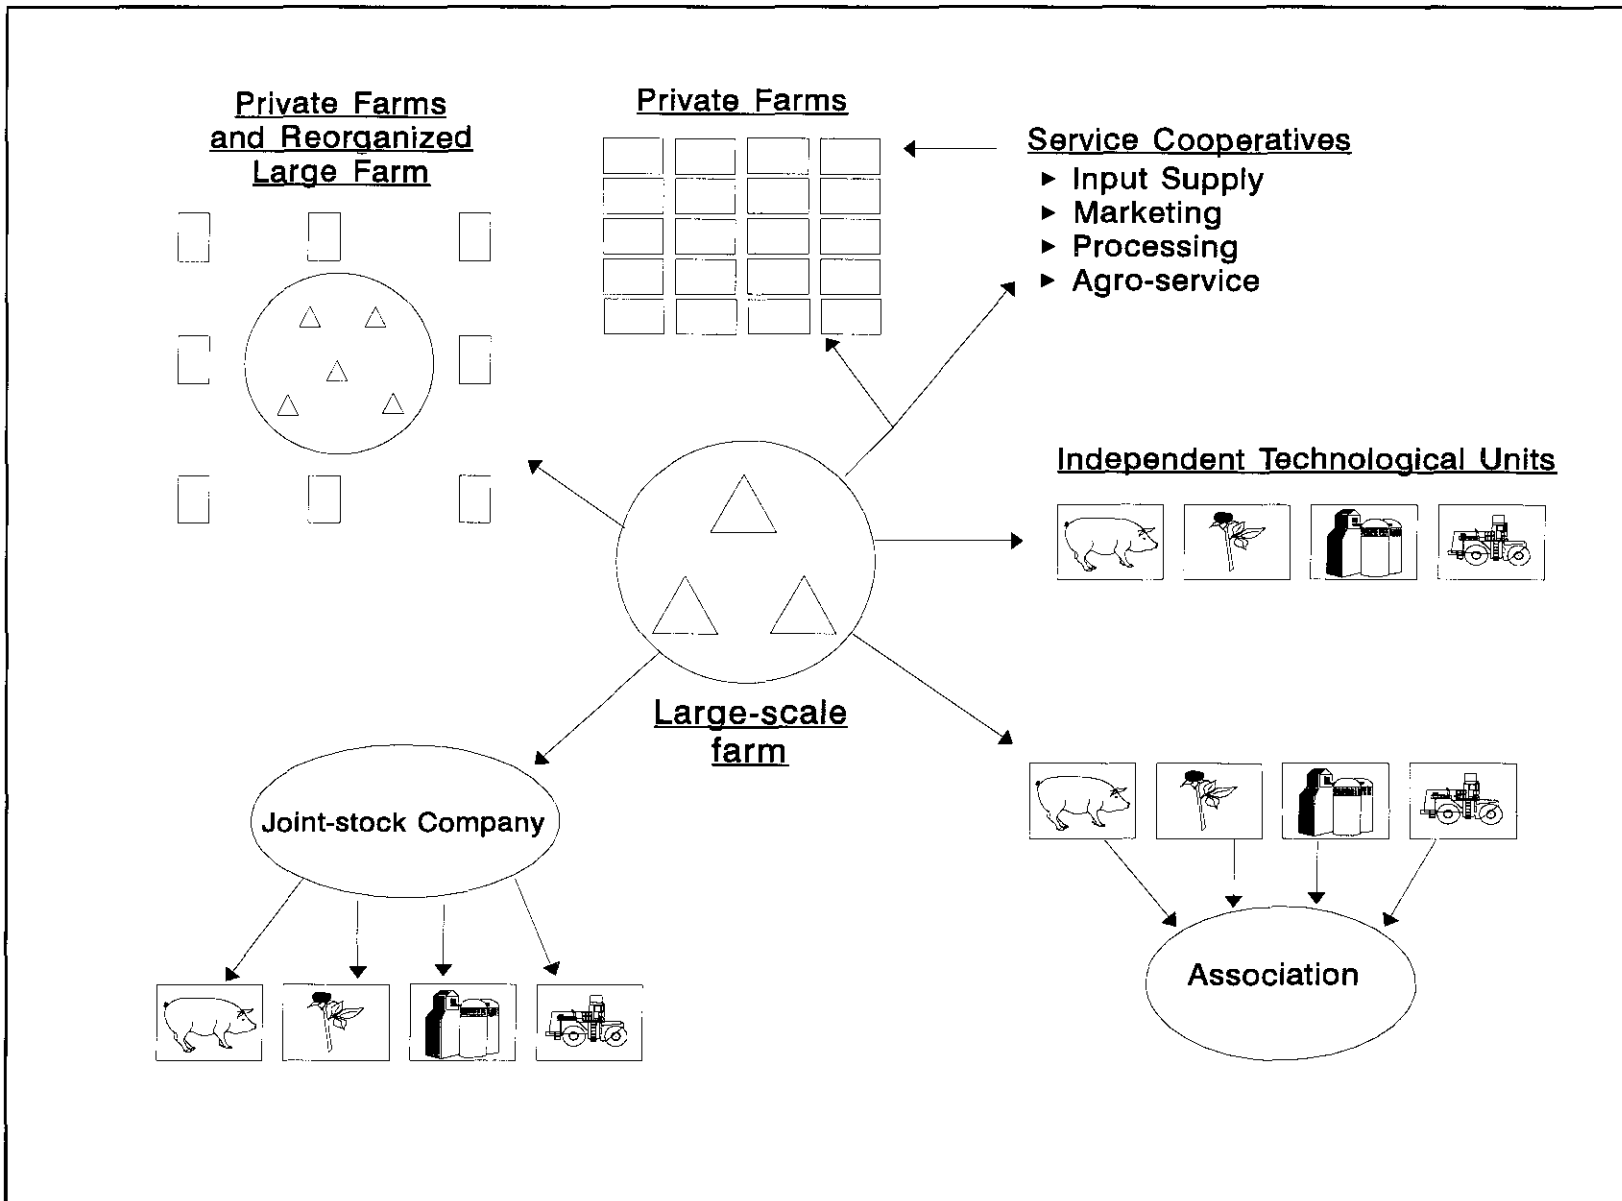 Private Farms
and Reorganized
Large Farm
Private Farms
Service Cooperatives
▸ Input Supply
▸ Marketing
▸ Processing
▸ Agro-service
Independent Technological Units
Large-scale
farm
Joint-stock Company
Association